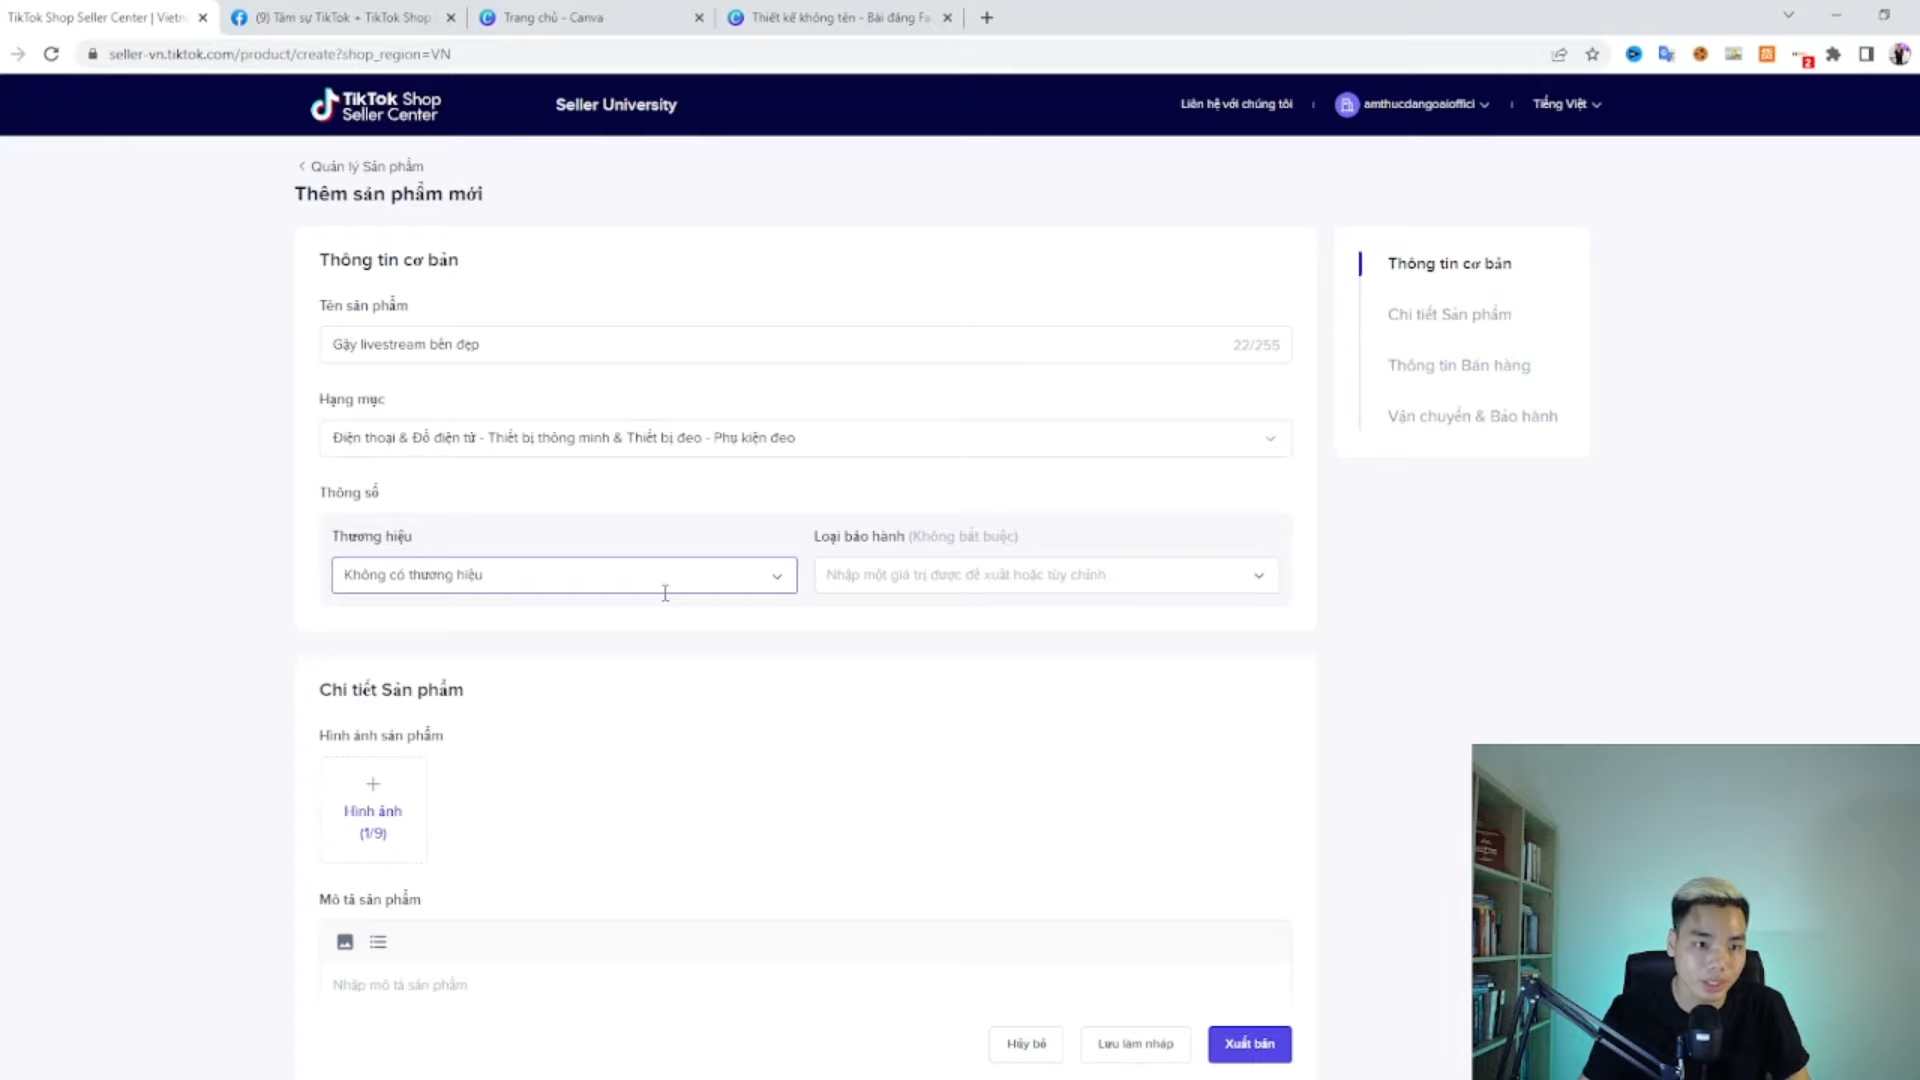 TikTok Shop Seller Center | Vietn
(9) Tâm sự TikTok + TikTok Shop
Trang chủ - Canva
Thiết kế không tên - Bài đăng Fa
seller-vn.tiktok.com/product/create?shop_region=VN
2
TikTok Shop
Seller Center
Seller University
Liên hệ với chúng tôi
amthucdangoaioffici
Tiếng Việt
Quản lý Sản phẩm
Thêm sản phẩm mới
Thông tin cơ bản
Tên sản phẩm
Gậy livestream bền đẹp
22/255
Hạng mục
Điện thoại & Đồ điện tử - Thiết bị thông minh & Thiết bị đeo - Phụ kiện đeo
Thông số
Thương hiệu
Loại bảo hành (Không bắt buộc)
Không có thương hiệu
Nhập một giá trị được đề xuất hoặc tùy chỉnh
Chi tiết Sản phẩm
Hình ảnh sản phẩm
Hình ảnh
(1/9)
Mô tả sản phẩm
Nhập mô tả sản phẩm
Hủy bỏ
Lưu làm nháp
Xuất bản
Thông tin cơ bản
Chi tiết Sản phẩm
Thông tin Bán hàng
Vận chuyển & Bảo hành